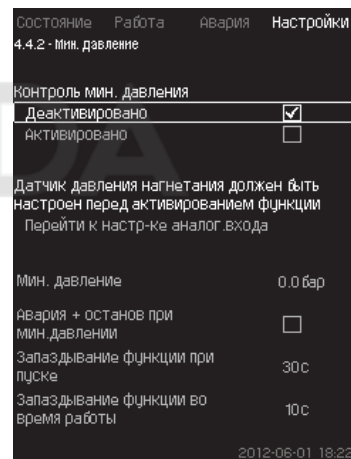 Состояние Работа Авария Настройки
4.4.2 - Мин. давление
Контроль мин. давления
Деактивировано
Активировано
Датчик давления нагнетания должен быть
настроен перед активированием функции
Перейти к настр-ке аналог.входа
Мин. давление 0.0 бар
Авария + останов при
мин.давлении
Запаздывание функции при
пуске 30с
Запаздывание функции во
время работы 10с
2012-06-01 18:22